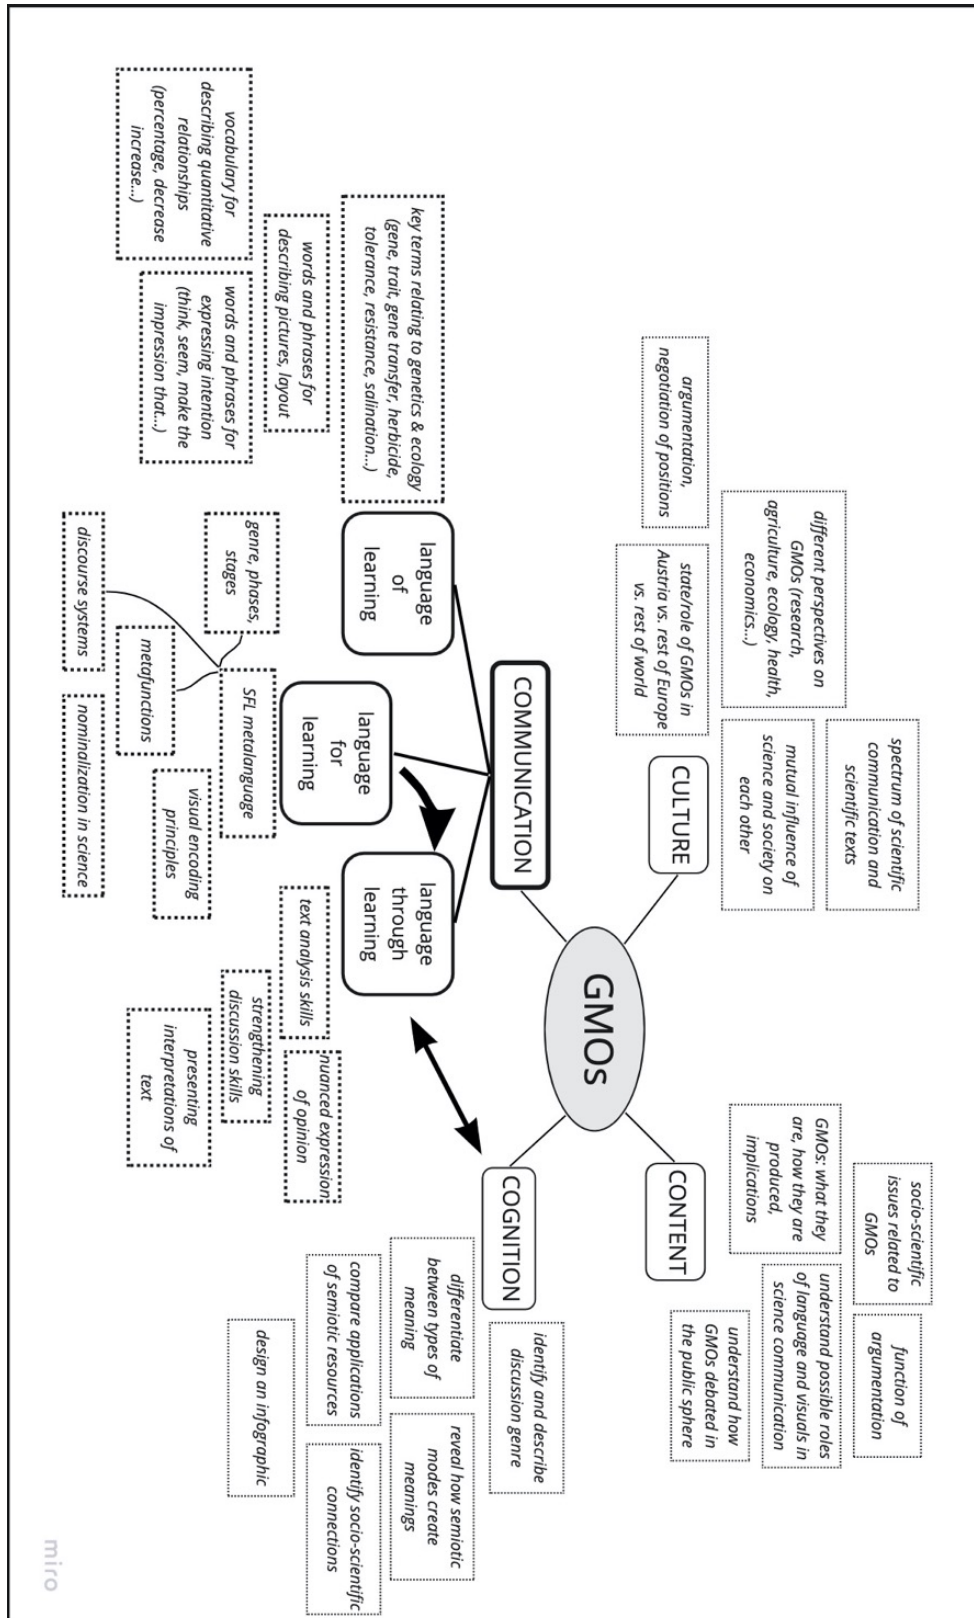 spectrum of scientific
communication and
scientific texts
different perspectives on
GMOs (research,
agriculture, ecology, health,
economics...)
mutual influence of
science and society on
each other
argumentation,
negotiation of positions
state/role of GMOs in
Austria vs. rest of Europe
vs. rest of world
CULTURE
socio-scientific
issues related to
GMOs
function of
argumentation
GMOs: what they
are, how they are
produced,
implications
understand possible roles
of language and visuals in
science communication
understand how
GMOs debated in
the public sphere
CONTENT
GMOs
COMMUNICATION
language
of
learning
language
for
learning
language
through
learning
key terms relating to genetics & ecology
(gene, trait, gene transfer, herbicide,
tolerance, resistance, salination...)
words and phrases for
describing pictures, layout
vocabulary for
describing quantitative
relationships
(percentage, decrease
increase...)
words and phrases for
expressing intention
(think, seem, make the
impression that...)
SFL metalanguage
genre, phases,
stages
metafunctions
discourse systems
visual encoding
principles
nominalization in science
text analysis skills
nuanced expression
of opinion
strengthening
discussion skills
presenting
interpretations of
text
COGNITION
identify and describe
discussion genre
differentiate
between types of
meaning
reveal how semiotic
modes create
meanings
compare applications
of semiotic resources
identify socio-scientific
connections
design an infographic
miro